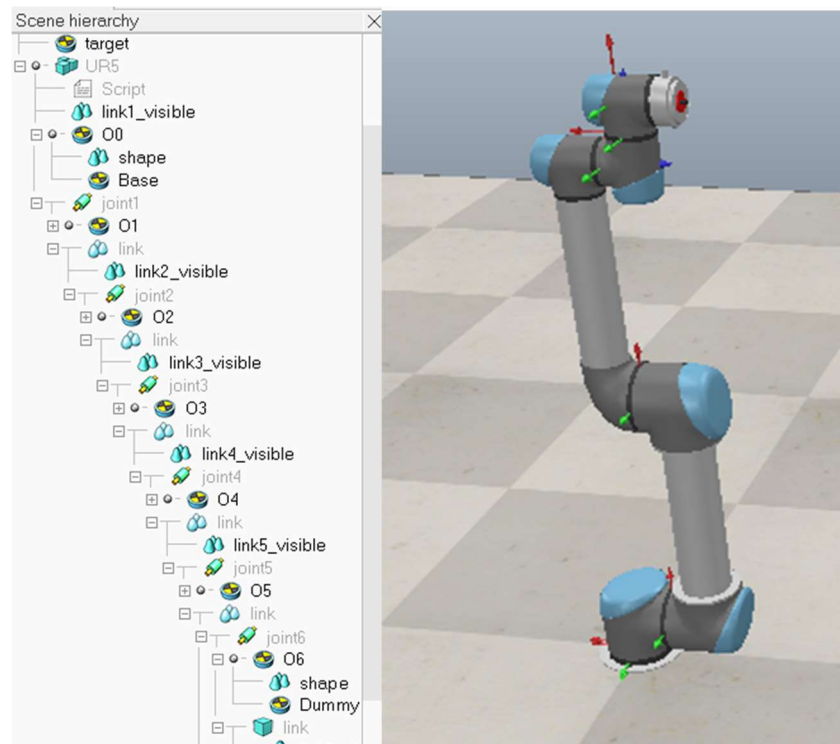 Scene hierarchy
target
UR5
Script
link1_visible
O0
shape
Base
joint1
O1
link
link2_visible
joint2
O2
link
link3_visible
joint3
O3
link
link4_visible
joint4
O4
link
link5_visible
joint5
O5
link
joint6
O6
shape
Dummy
link